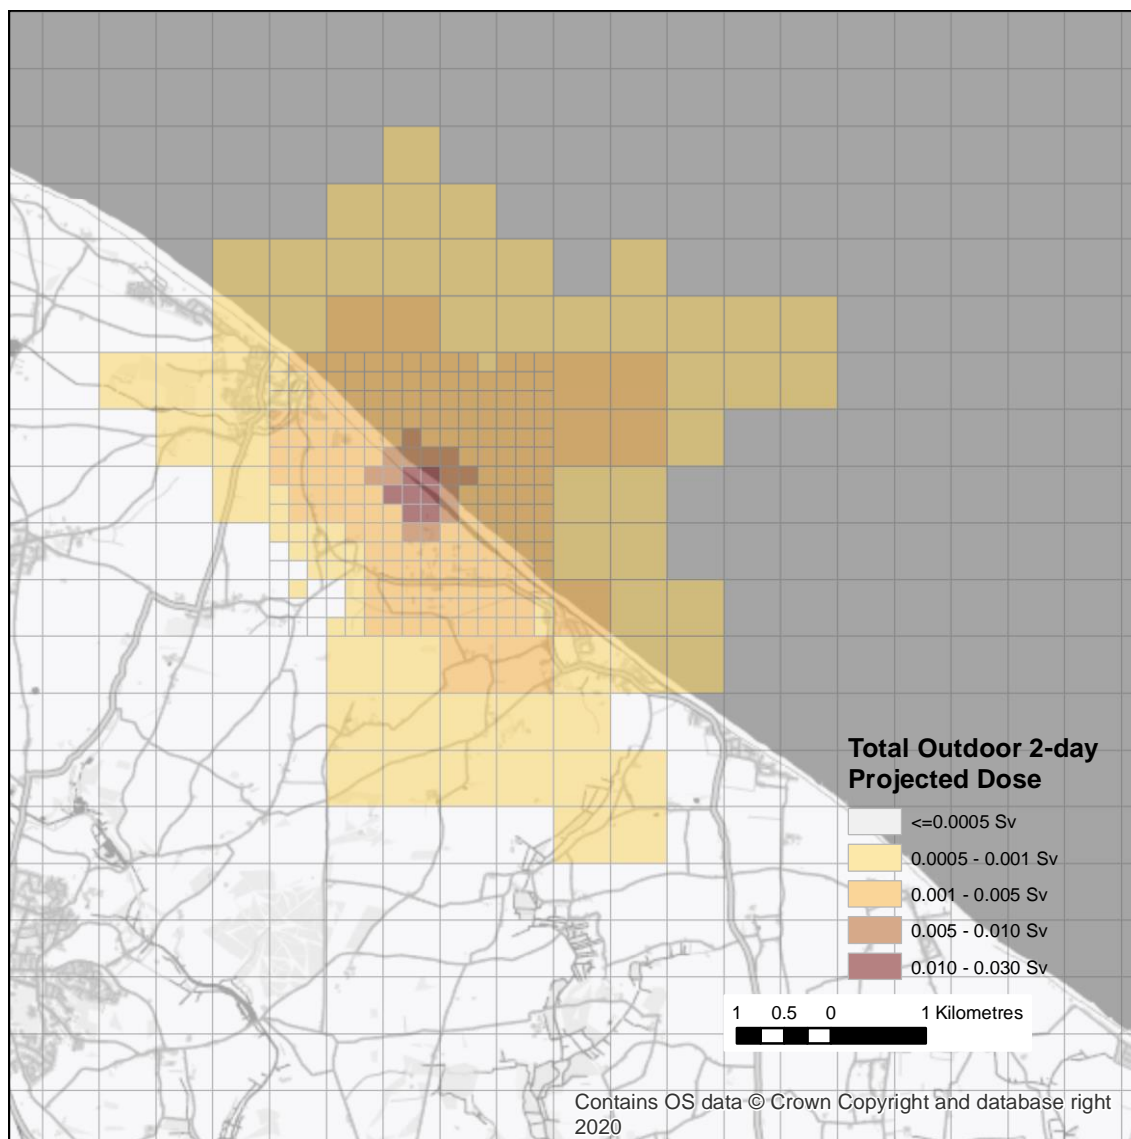 Total Outdoor 2-day
Projected Dose
<=0.0005 Sv
0.0005 - 0.001 Sv
0.001 - 0.005 Sv
0.005 - 0.010 Sv
0.010 - 0.030 Sv
1 0.5 0 1 Kilometres
Contains OS data © Crown Copyright and database right
2020